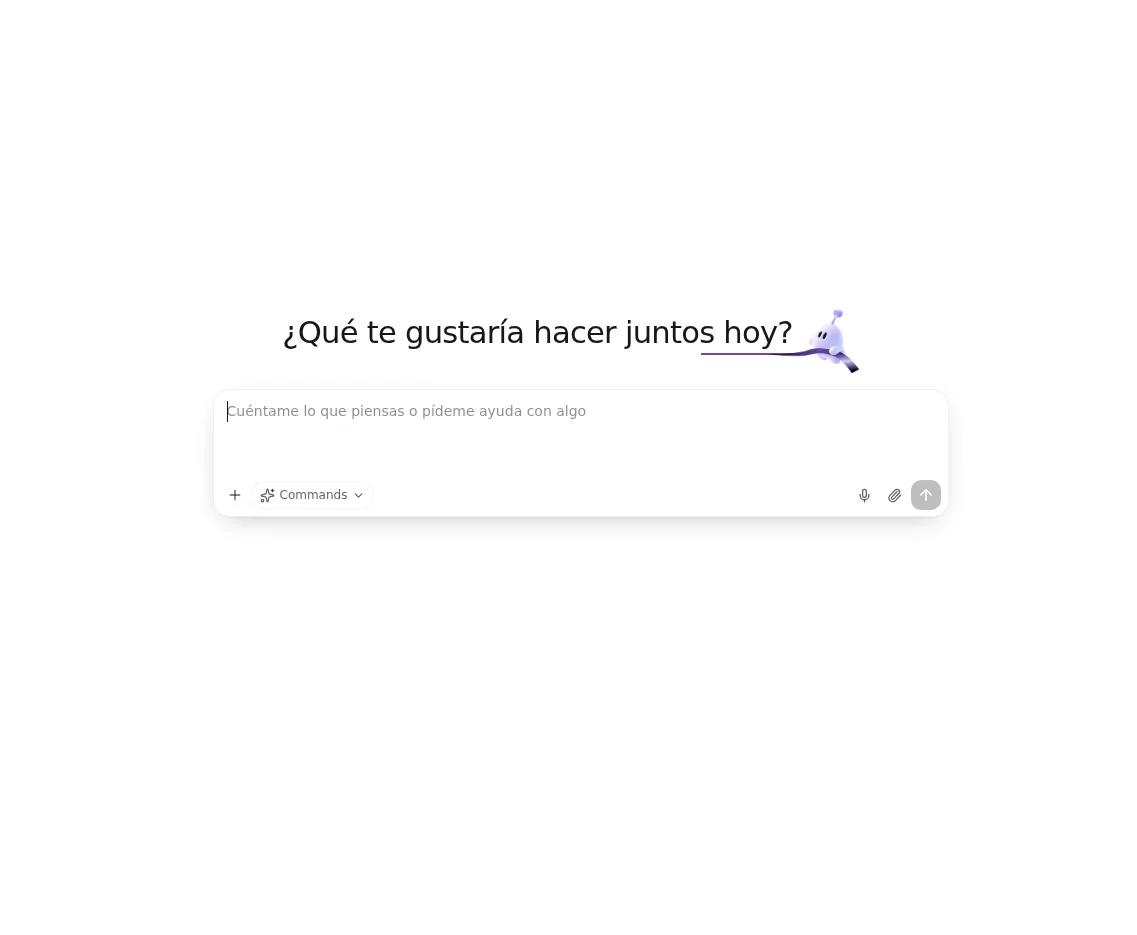 ¿Qué te gustaría hacer juntos hoy?
Cuéntame lo que piensas o pídeme ayuda con algo
Commands